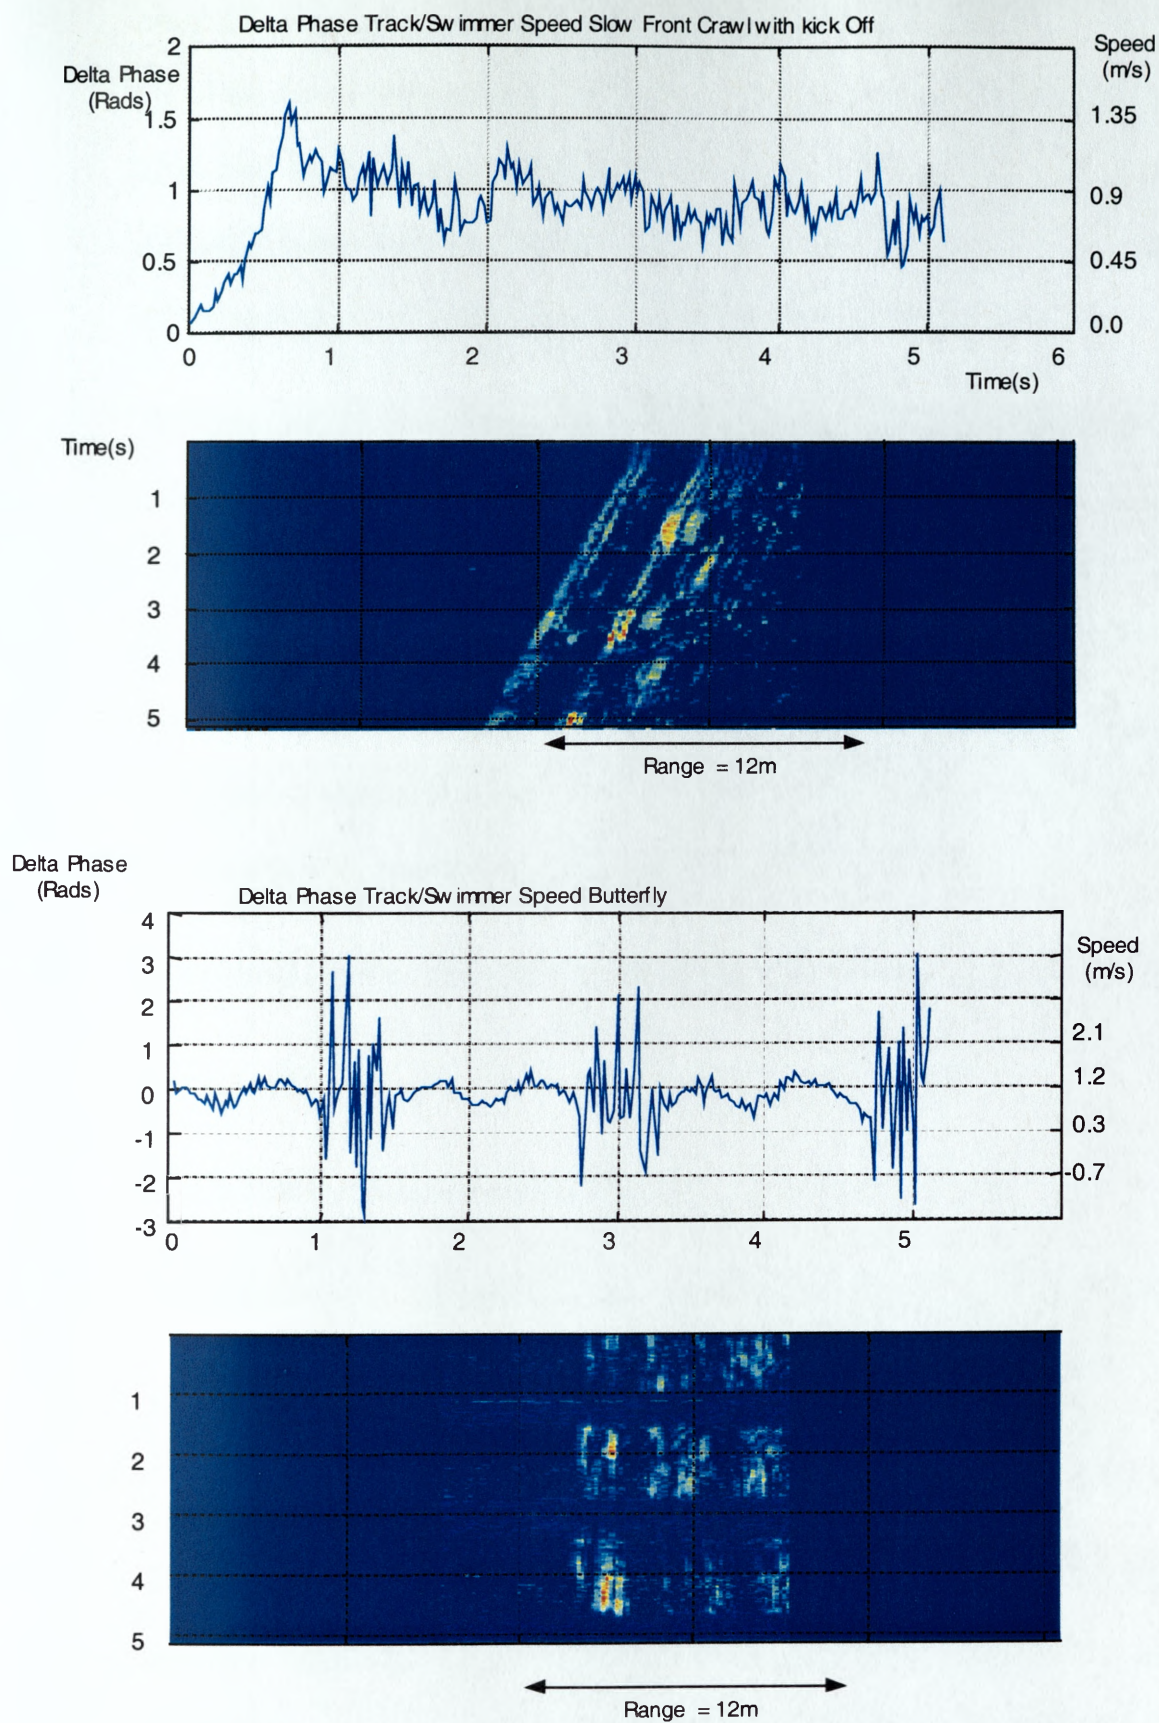 Delta Phase Track/Swimmer Speed Slow Front Crawl with kick Off
Delta Phase
(Rads)
Speed
(m/s)
2
1.5
1
0.5
0
1.35
0.9
0.45
0.0
0 1 2 3 4 5 6
Time(s)
Time(s)
1
2
3
4
5
Range = 12m
Delta Phase
(Rads)
Delta Phase Track/Swimmer Speed Butterfly
Speed
(m/s)
4
3
2
1
0
-1
-2
-3
2.1
1.2
0.3
-0.7
0 1 2 3 4 5
1
2
3
4
5
Range = 12m